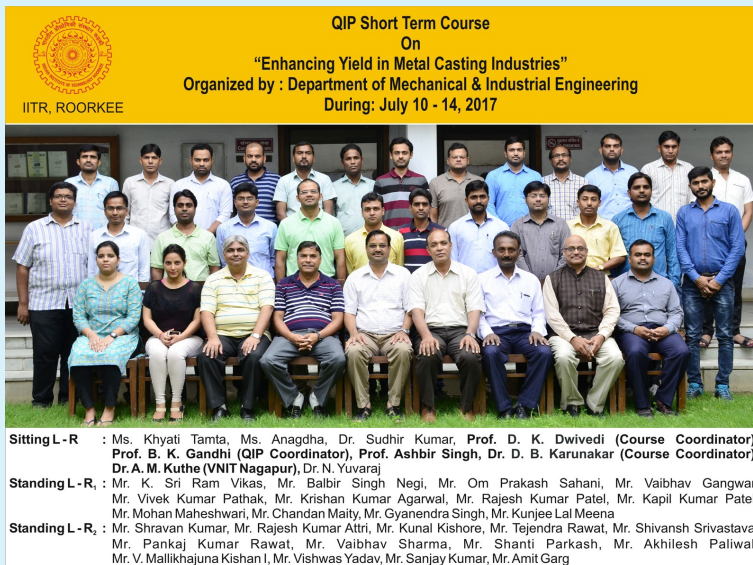 QIP Short Term Course
On
“Enhancing Yield in Metal Casting Industries”
Organized by : Department of Mechanical & Industrial Engineering
During: July 10 - 14, 2017
IITR, ROORKEE
Sitting L - R : Ms. Khyati Tamta, Ms. Anagdha, Dr. Sudhir Kumar, Prof. D. K. Dwivedi (Course Coordinator)
Prof. B. K. Gandhi (QIP Coordinator), Prof. Ashbir Singh, Dr. D. B. Karunakar (Course Coordinator)
Dr. A. M. Kuthe (VNIT Nagapur), Dr. N. Yuvaraj
Standing L - R1 : Mr. K. Sri Ram Vikas, Mr. Balbir Singh Negi, Mr. Om Prakash Sahani, Mr. Vaibhav Gangwar
Mr. Vivek Kumar Pathak, Mr. Krishan Kumar Agarwal, Mr. Rajesh Kumar Patel, Mr. Kapil Kumar Pate
Mr. Mohan Maheshwari, Mr. Chandan Maity, Mr. Gyanendra Singh, Mr. Kunjee Lal Meena
Standing L - R2 : Mr. Shravan Kumar, Mr. Rajesh Kumar Attri, Mr. Kunal Kishore, Mr. Tejendra Rawat, Mr. Shivansh Srivastava
Mr. Pankaj Kumar Rawat, Mr. Vaibhav Sharma, Mr. Shanti Parkash, Mr. Akhilesh Paliwal
Mr. V. Mallikhajuna Kishan I, Mr. Vishwas Yadav, Mr. Sanjay Kumar, Mr. Amit Garg